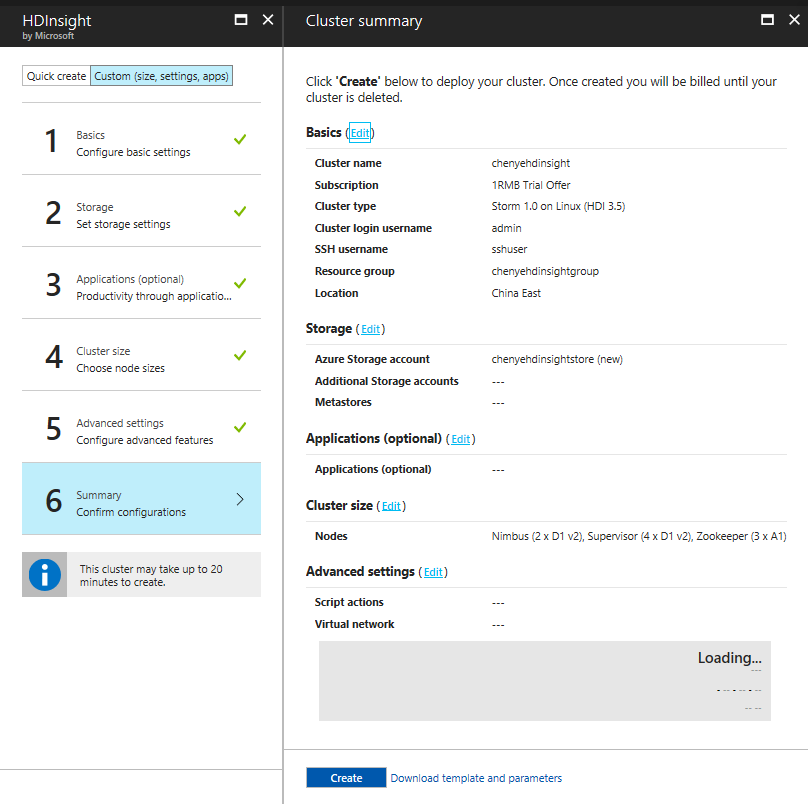 HDInsight
by Microsoft
Quick create
Custom (size, settings, apps)
1
Basics
Configure basic settings
2
Storage
Set storage settings
3
Applications (optional)
Productivity through applicatio...
4
Cluster size
Choose node sizes
5
Advanced settings
Configure advanced features
6
Summary
Confirm configurations
This cluster may take up to 20
minutes to create.
Cluster summary
Click 'Create' below to deploy your cluster. Once created you will be billed until your
cluster is deleted.
Basics (Edit)
Cluster name chenyehdinsight
Subscription 1RMB Trial Offer
Cluster type Storm 1.0 on Linux (HDI 3.5)
Cluster login username admin
SSH username sshuser
Resource group chenyehdinsightgroup
Location China East
Storage (Edit)
Azure Storage account chenyehdinsightstore (new)
Additional Storage accounts ---
Metastores ---
Applications (optional) (Edit)
Applications (optional) ---
Cluster size (Edit)
Nodes Nimbus (2 x D1 v2), Supervisor (4 x D1 v2), Zookeeper (3 x A1)
Advanced settings (Edit)
Script actions ---
Virtual network ---
Loading...
Create Download template and parameters